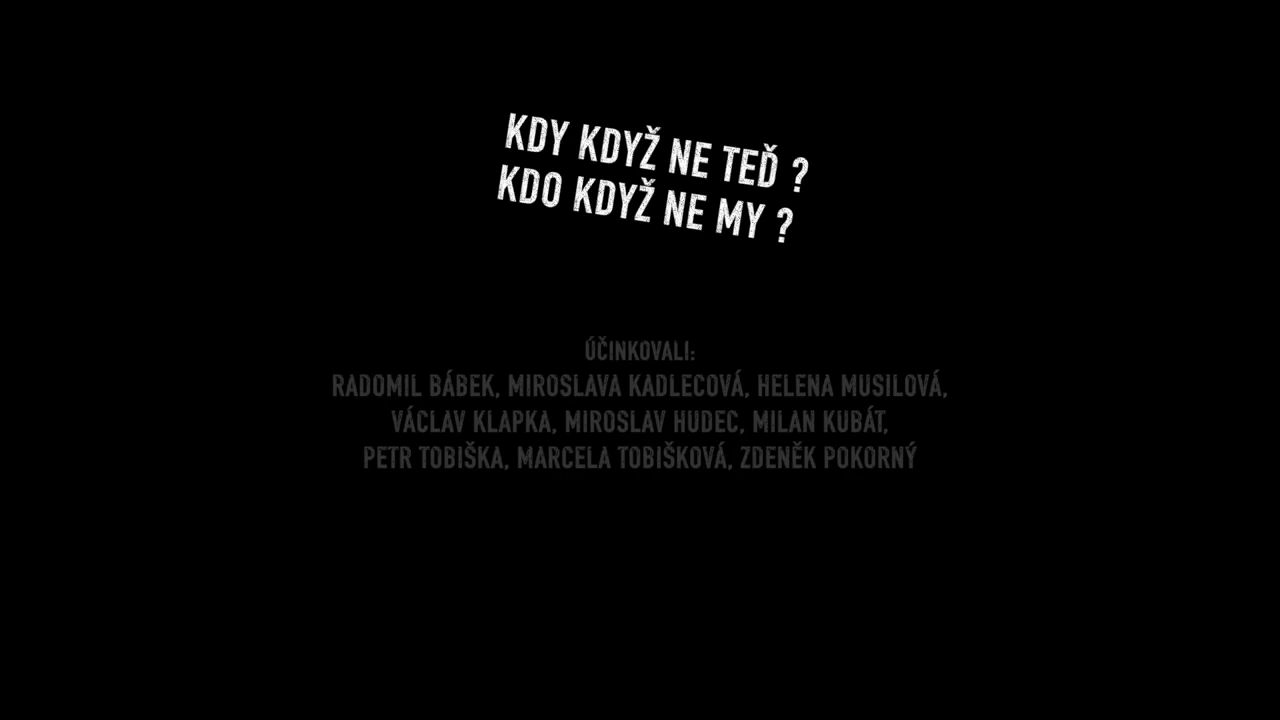 KDY KDYŽ NE TEĎ ?
KDO KDYŽ NE MY ?
ÚČINKOVALI:
RADOMIL BÁBEK, MIROSLAVA KADLECOVÁ, HELENA MUSILOVÁ,
VÁCLAV KLAPKA, MIROSLAV HUDEC, MILAN KUBÁT,
PETR TOBIŠKA, MARCELA TOBIŠKOVÁ, ZDENĚK POKORNÝ